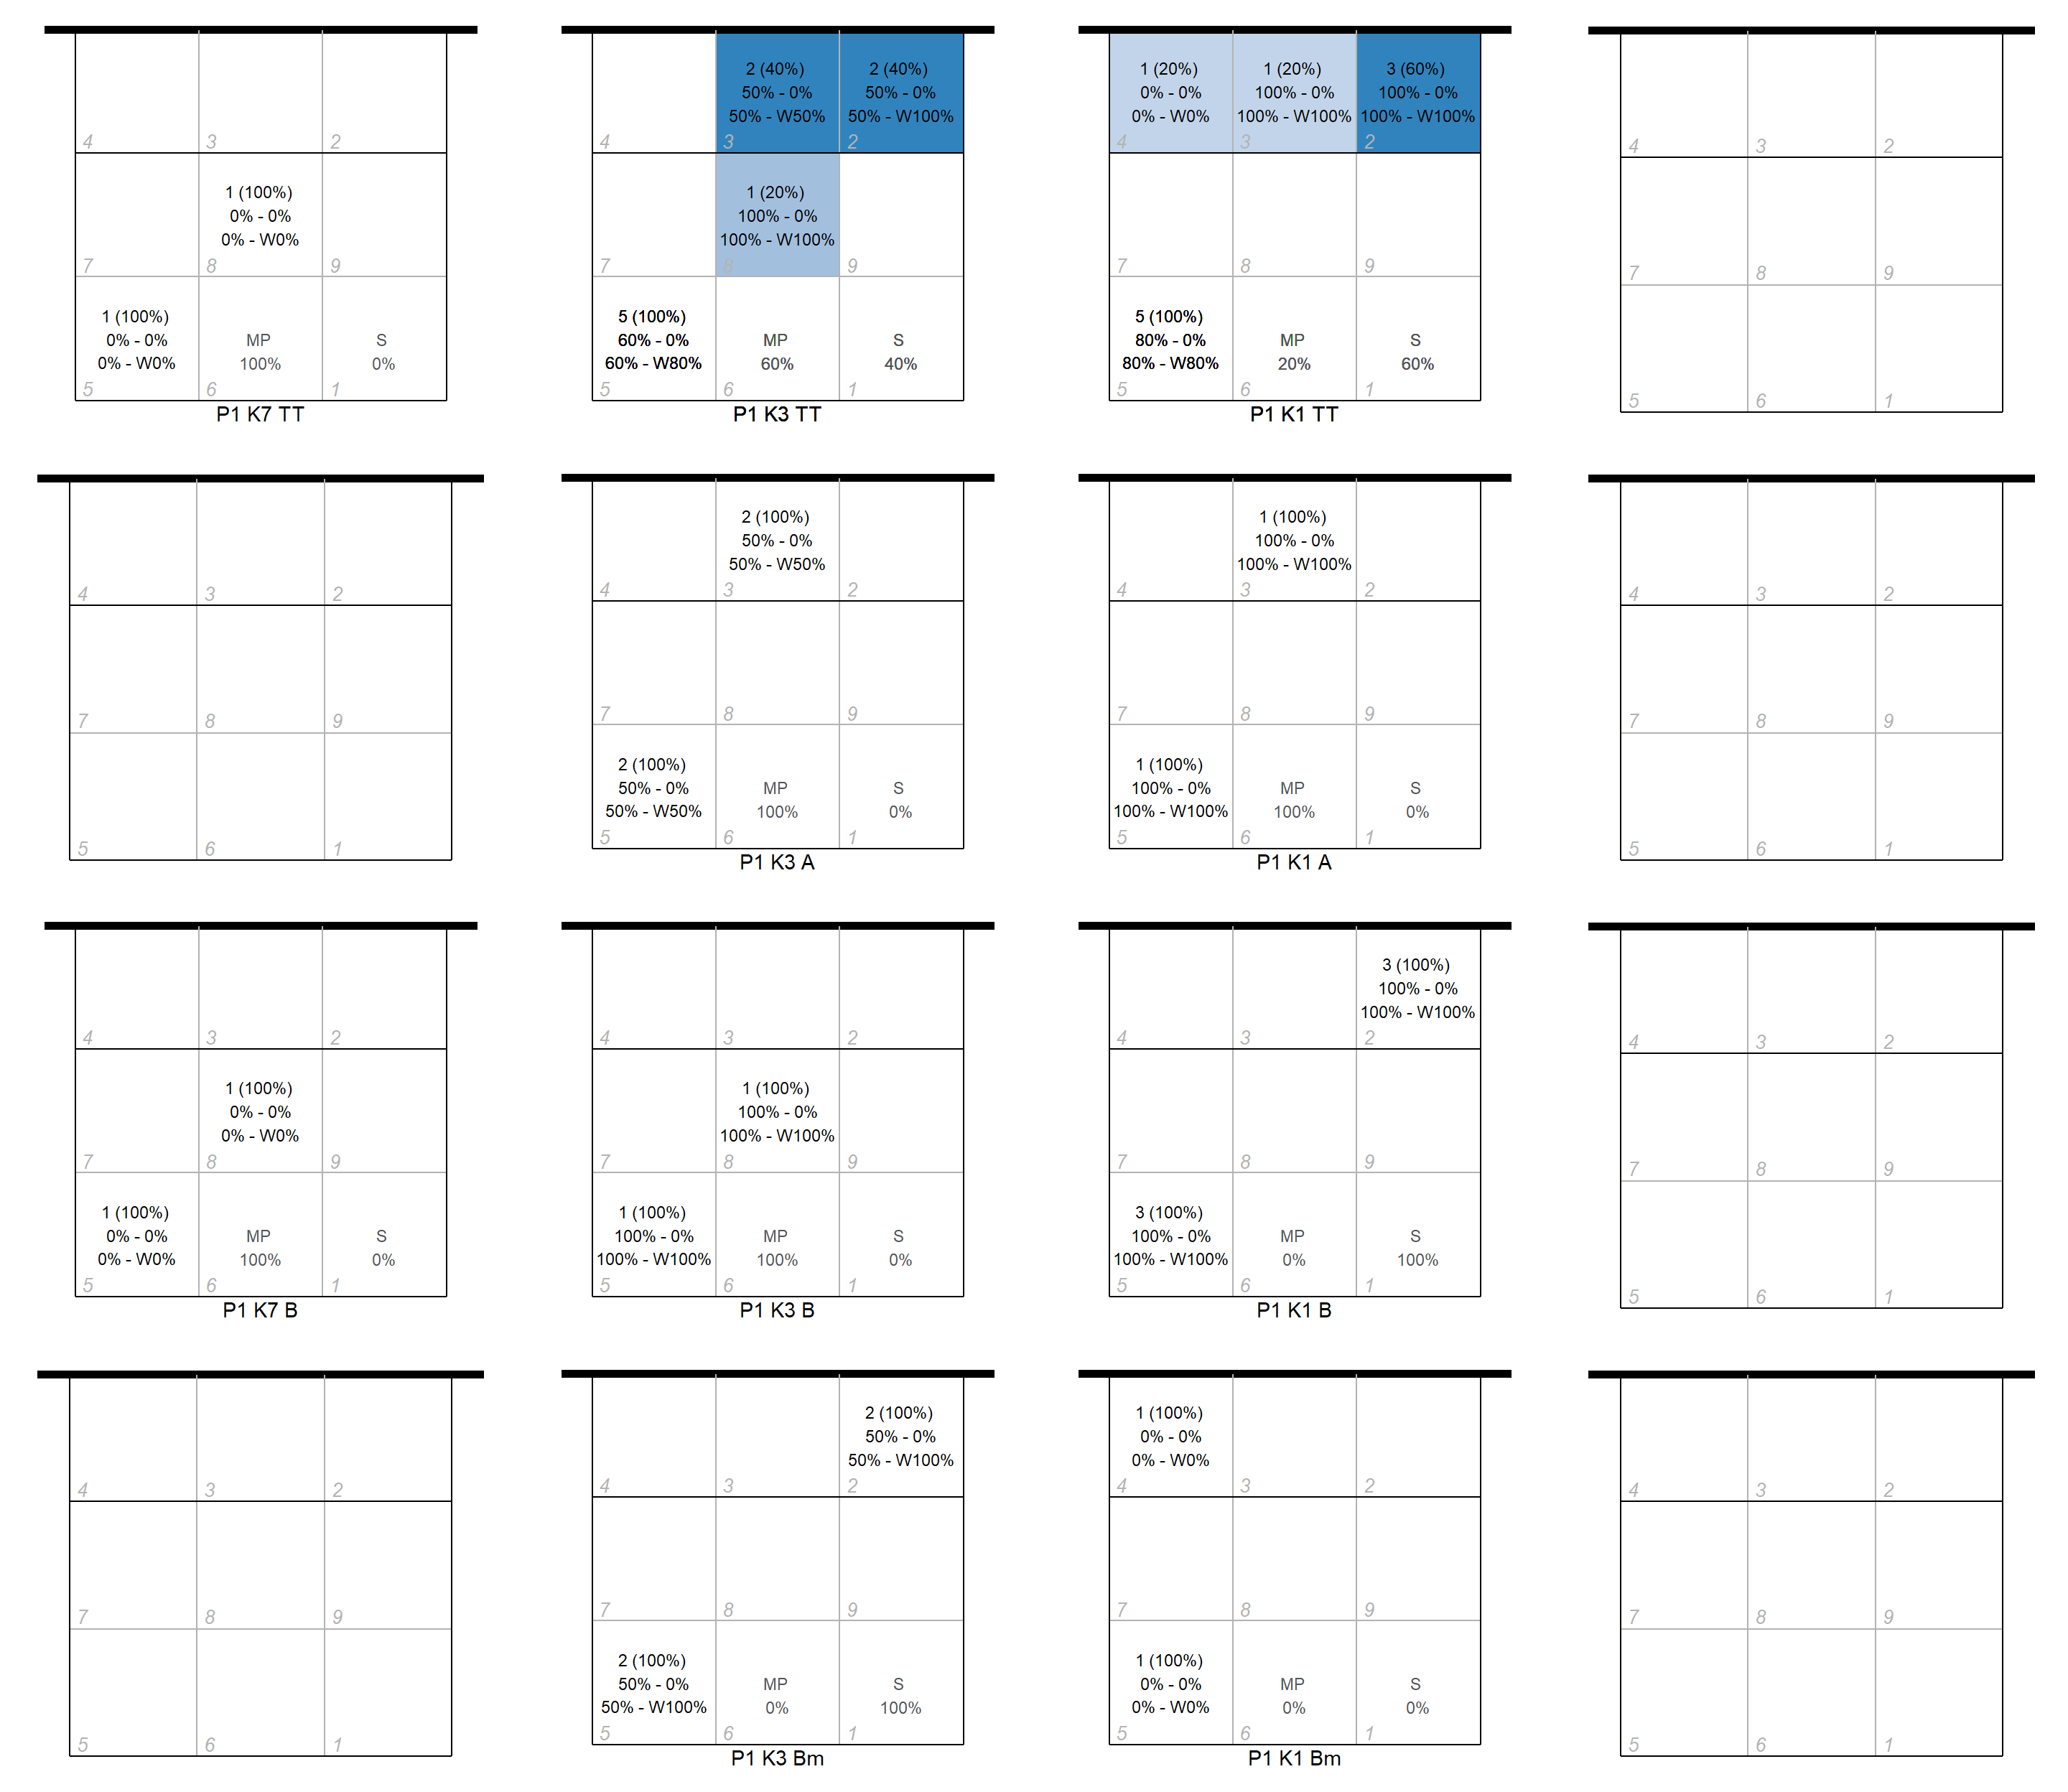 2 (40%) 2 (40%) 1 (20%) 1 (20%) 3 (60%)
50% - 0% 50% - 0% 0% - 0% 100% - 0% 100% - 0%
50% - W50% 50% - W100% 0% - W0% 100% - W100% 100% - W100%
4 3 2 4 3 2 4 3 2 4 3 2
1 (100%) 1 (20%)
0% - 0% 100% - 0%
0% - W0% 100% - W100%
7 8 9 7 8 9 7 8 9 7 8 9
1 (100%) 5 (100%) 5 (100%)
0% - 0% MP S 60% - 0% MP S 80% - 0% MP S
0% - W0% 100% 0% 60% - W80% 60% 40% 80% - W80% 20% 60%
5 6 1 5 6 1 5 6 1 5 6 1
P1 K7 TT P1 K3 TT P1 K1 TT
2 (100%) 1 (100%)
50% - 0% 100% - 0%
50% - W50% 100% - W100%
4 3 2 4 3 2 4 3 2 4 3 2
7 8 9 7 8 9 7 8 9 7 8 9
2 (100%) 1 (100%)
50% - 0% MP S 100% - 0% MP S
50% - W50% 100% 0% 100% - W100% 100% 0%
5 6 1 5 6 1 5 6 1 5 6 1
P1 K3 A P1 K1 A
3 (100%)
100% - 0%
100% - W100%
4 3 2 4 3 2 4 3 2 4 3 2
1 (100%) 1 (100%)
0% - 0% 100% - 0%
0% - W0% 100% - W100%
7 8 9 7 8 9 7 8 9 7 8 9
1 (100%) 1 (100%) 3 (100%)
0% - 0% MP S 100% - 0% MP S 100% - 0% MP S
0% - W0% 100% 0% 100% - W100% 100% 0% 100% - W100% 0% 100%
5 6 1 5 6 1 5 6 1 5 6 1
P1 K7 B P1 K3 B P1 K1 B
2 (100%) 1 (100%)
50% - 0% 0% - 0%
50% - W100% 0% - W0%
4 3 2 4 3 2 4 3 2 4 3 2
7 8 9 7 8 9 7 8 9 7 8 9
2 (100%) 1 (100%)
50% - 0% MP S 0% - 0% MP S
50% - W100% 0% 100% 0% - W0% 0% 0%
5 6 1 5 6 1 5 6 1 5 6 1
P1 K3 Bm P1 K1 Bm